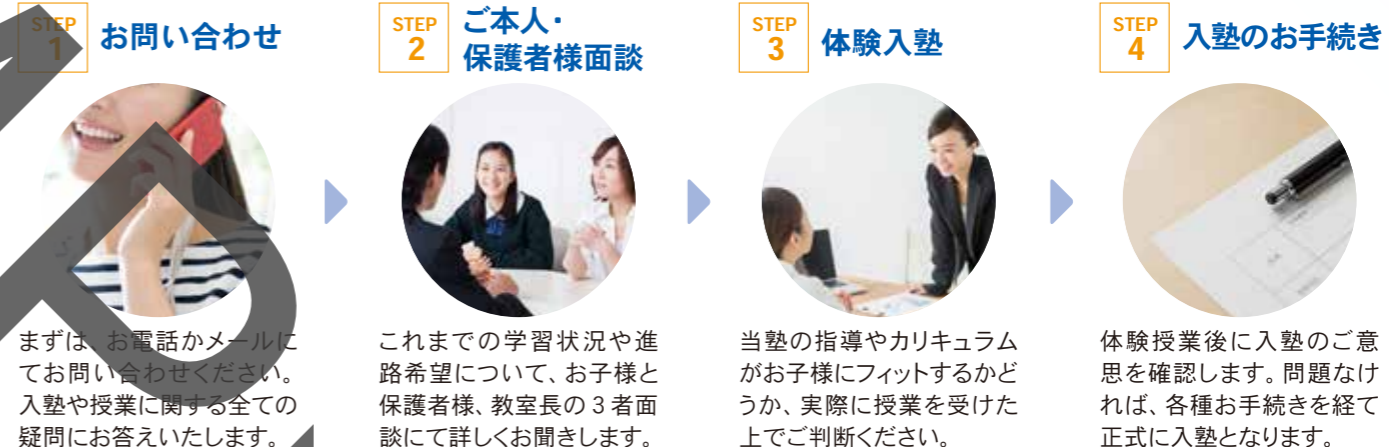 STEP
1
お問い合わせ
まずは、お電話かメールに
てお問い合わせください。
入塾や授業に関する全ての
疑問にお答えいたします。
STEP
2
ご本人・
保護者様面談
これまでの学習状況や進
路希望について、お子様と
保護者様、教室長の3者面
談にて詳しくお聞きします。
STEP
3
体験入塾
当塾の指導やカリキュラム
がお子様にフィットするかど
うか、実際に授業を受けた
上でご判断ください。
STEP
4
入塾のお手続き
体験授業後に入塾のご意
思を確認します。問題なけ
れば、各種お手続きを経て
正式に入塾となります。